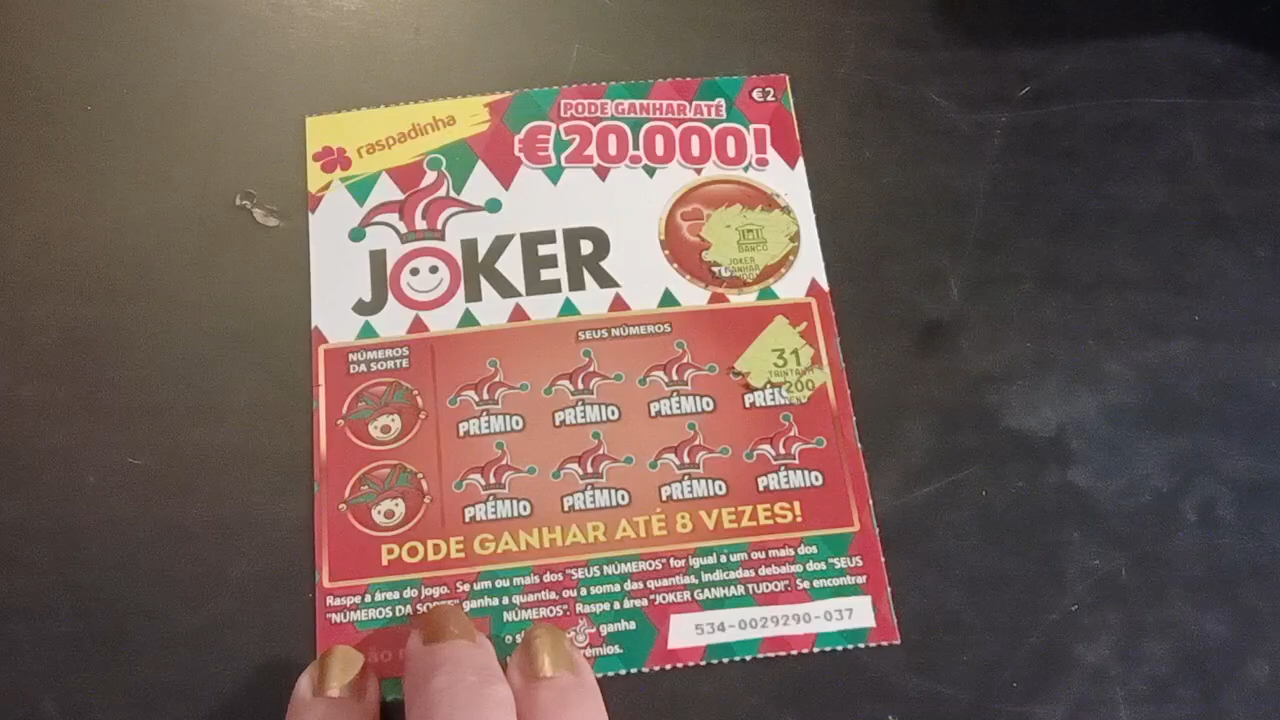 raspadinha
PODE GANHAR ATÉ
€2
€ 20.000!
JOKER
BANCO
JOKER
GANHAR
SEUS NÚMEROS
NÚMEROS
DA SORTE
31
200
PRÉMIO PRÉMIO PRÉMIO
PRÉMIO PRÉMIO PRÉMIO PRÉMIO
PODE GANHAR ATÉ 8 VEZES!
Raspe a área do jogo. Se um ou mais dos "SEUS NÚMEROS" for igual a um ou mais dos
"NÚMEROS DA SORTE" ganha a quantia, ou a soma das quantias, indicadas debaixo dos "SEUS
NÚMEROS". Raspe a área "JOKER GANHAR TUDO!". Se encontrar
ganha
534-0029290-037